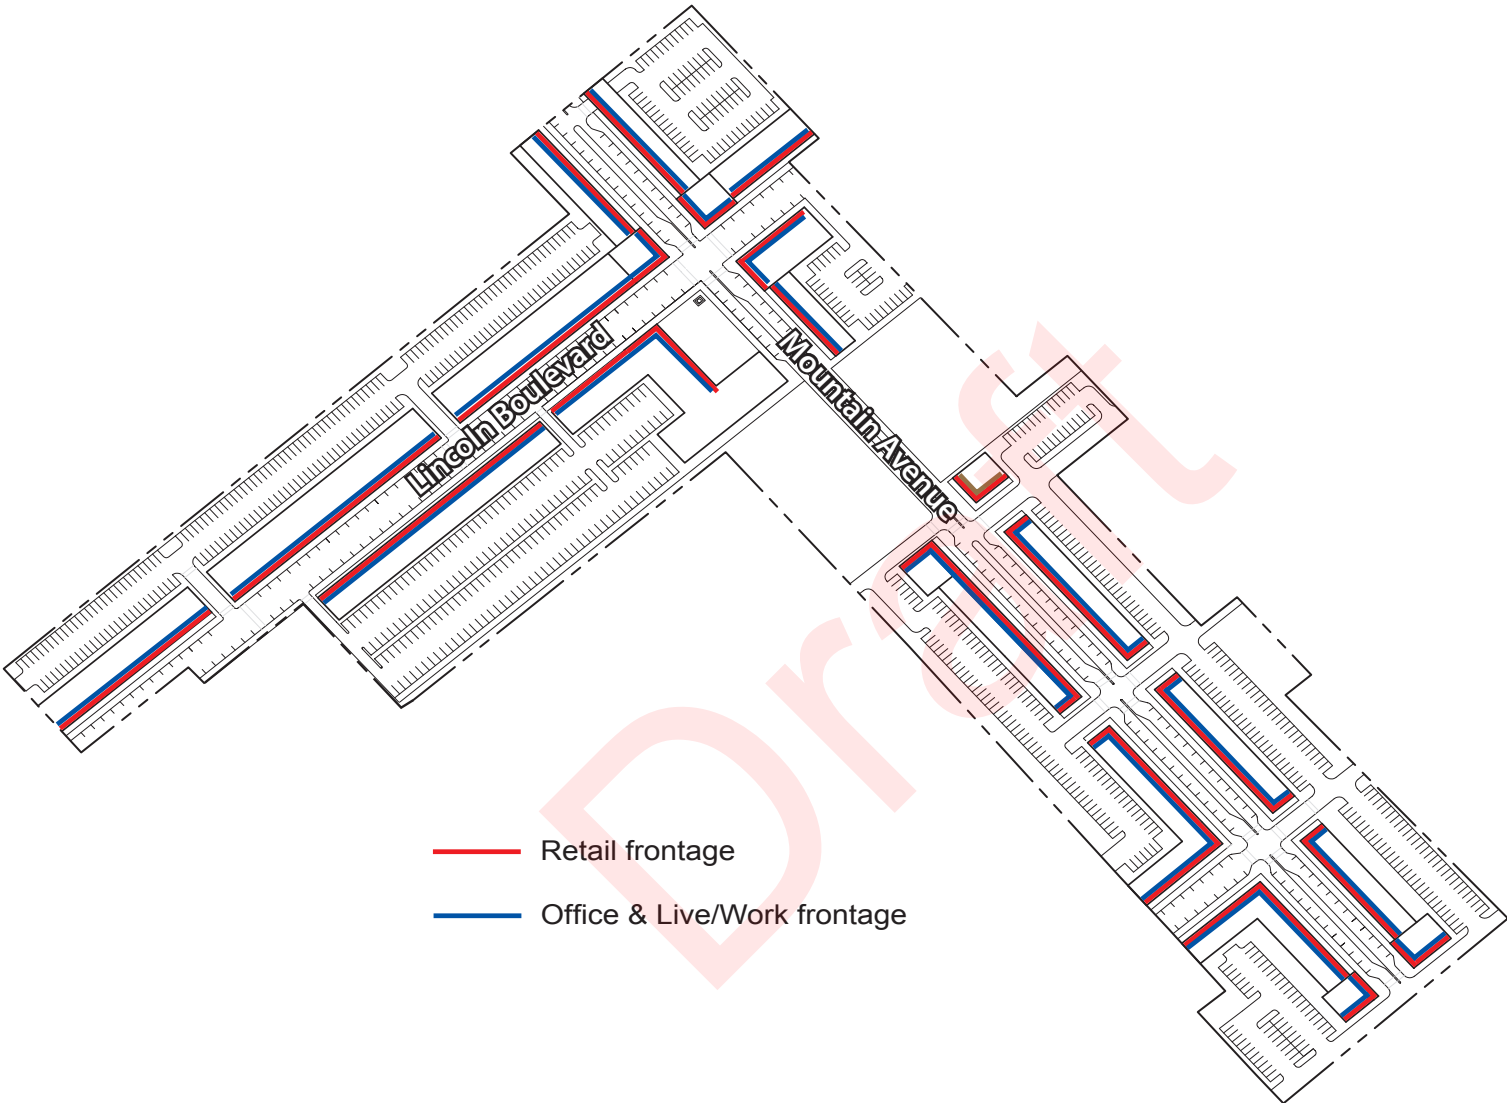 Lincoln Boulevard
Mountain Avenue
Draft
Retail frontage
Office & Live/Work frontage